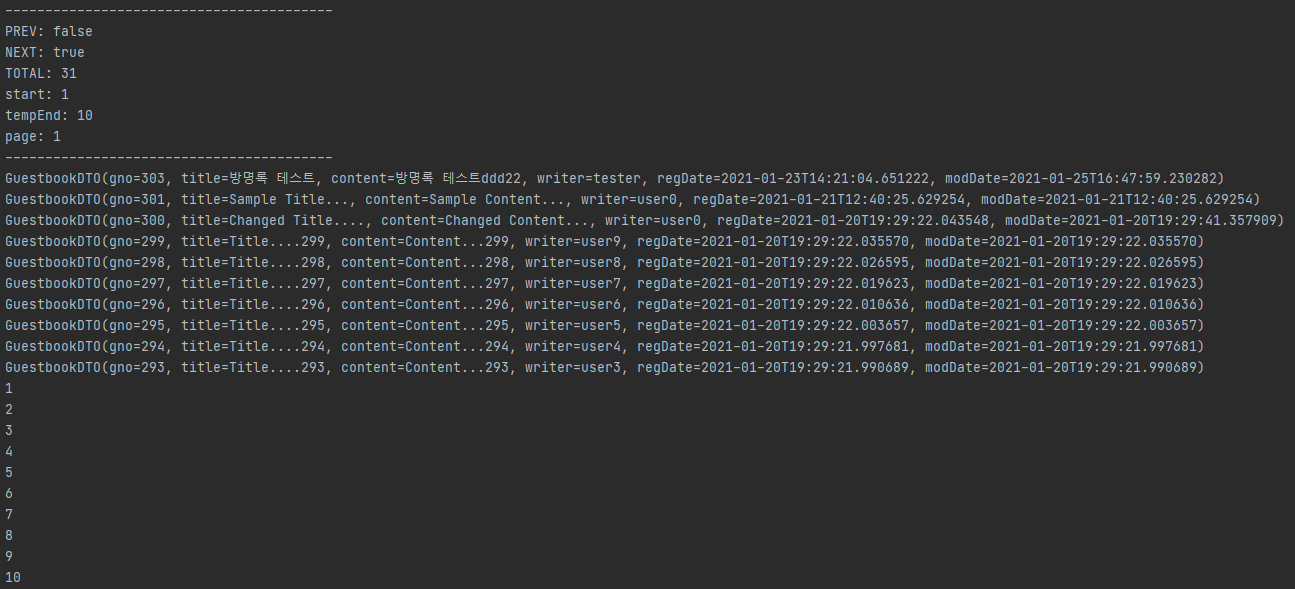 -----------------------------------------
PREV: false
NEXT: true
TOTAL: 31
start: 1
tempEnd: 10
page: 1
-----------------------------------------
GuestbookDTO(gno=303, title=방명록 테스트, content=방명록 테스트ddd22, writer=tester, regDate=2021-01-23T14:21:04.651222, modDate=2021-01-25T16:47:59.230282)
GuestbookDTO(gno=301, title=Sample Title..., content=Sample Content..., writer=user0, regDate=2021-01-21T12:40:25.629254, modDate=2021-01-21T12:40:25.629254)
GuestbookDTO(gno=300, title=Changed Title...., content=Changed Content..., writer=user0, regDate=2021-01-20T19:29:22.043548, modDate=2021-01-20T19:29:41.357909)
GuestbookDTO(gno=299, title=Title....299, content=Content...299, writer=user9, regDate=2021-01-20T19:29:22.035570, modDate=2021-01-20T19:29:22.035570)
GuestbookDTO(gno=298, title=Title....298, content=Content...298, writer=user8, regDate=2021-01-20T19:29:22.026595, modDate=2021-01-20T19:29:22.026595)
GuestbookDTO(gno=297, title=Title....297, content=Content...297, writer=user7, regDate=2021-01-20T19:29:22.019623, modDate=2021-01-20T19:29:22.019623)
GuestbookDTO(gno=296, title=Title....296, content=Content...296, writer=user6, regDate=2021-01-20T19:29:22.010636, modDate=2021-01-20T19:29:22.010636)
GuestbookDTO(gno=295, title=Title....295, content=Content...295, writer=user5, regDate=2021-01-20T19:29:22.003657, modDate=2021-01-20T19:29:22.003657)
GuestbookDTO(gno=294, title=Title....294, content=Content...294, writer=user4, regDate=2021-01-20T19:29:21.997681, modDate=2021-01-20T19:29:21.997681)
GuestbookDTO(gno=293, title=Title....293, content=Content...293, writer=user3, regDate=2021-01-20T19:29:21.990689, modDate=2021-01-20T19:29:21.990689)
1
2
3
4
5
6
7
8
9
10